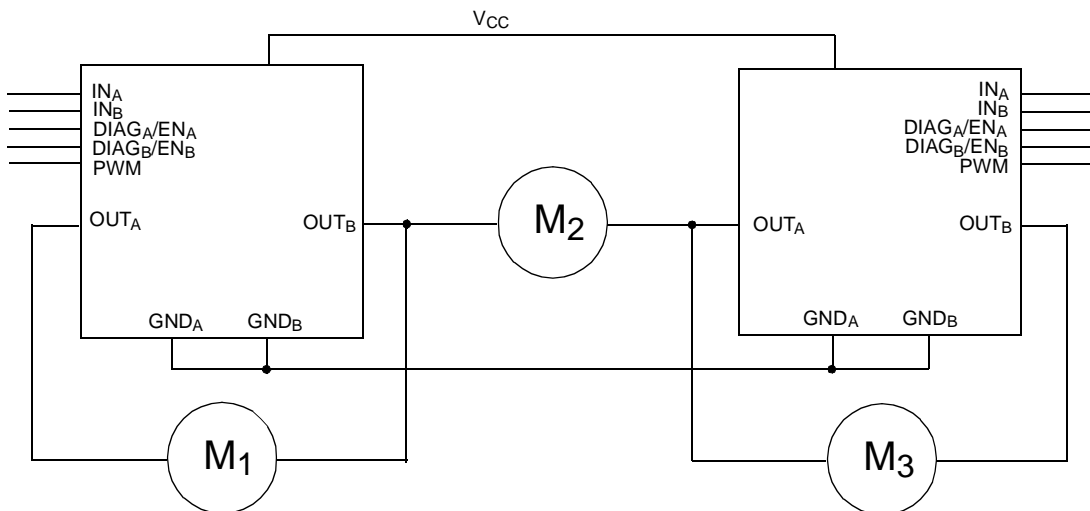 VCC
INA
INB
DIAGA/ENA
DIAGB/ENB
PWM
OUTA
OUTB
GNDA
GNDB
M1
M2
INA
INB
DIAGA/ENA
DIAGB/ENB
PWM
OUTA
OUTB
GNDA
GNDB
M3